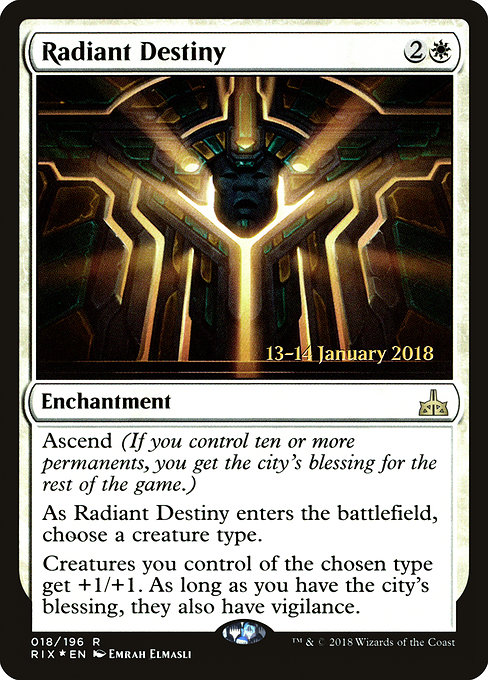 Radiant Destiny 2
13–14 January 2018
Enchantment
Ascend (If you control ten or more
permanents, you get the city's blessing for the
rest of the game.)
As Radiant Destiny enters the battlefield,
choose a creature type.
Creatures you control of the chosen type
get +1/+1. As long as you have the city's
blessing, they also have vigilance.
018/196 R
RIX★EN Emrah Elmasli
™ & © 2018 Wizards of the Coast